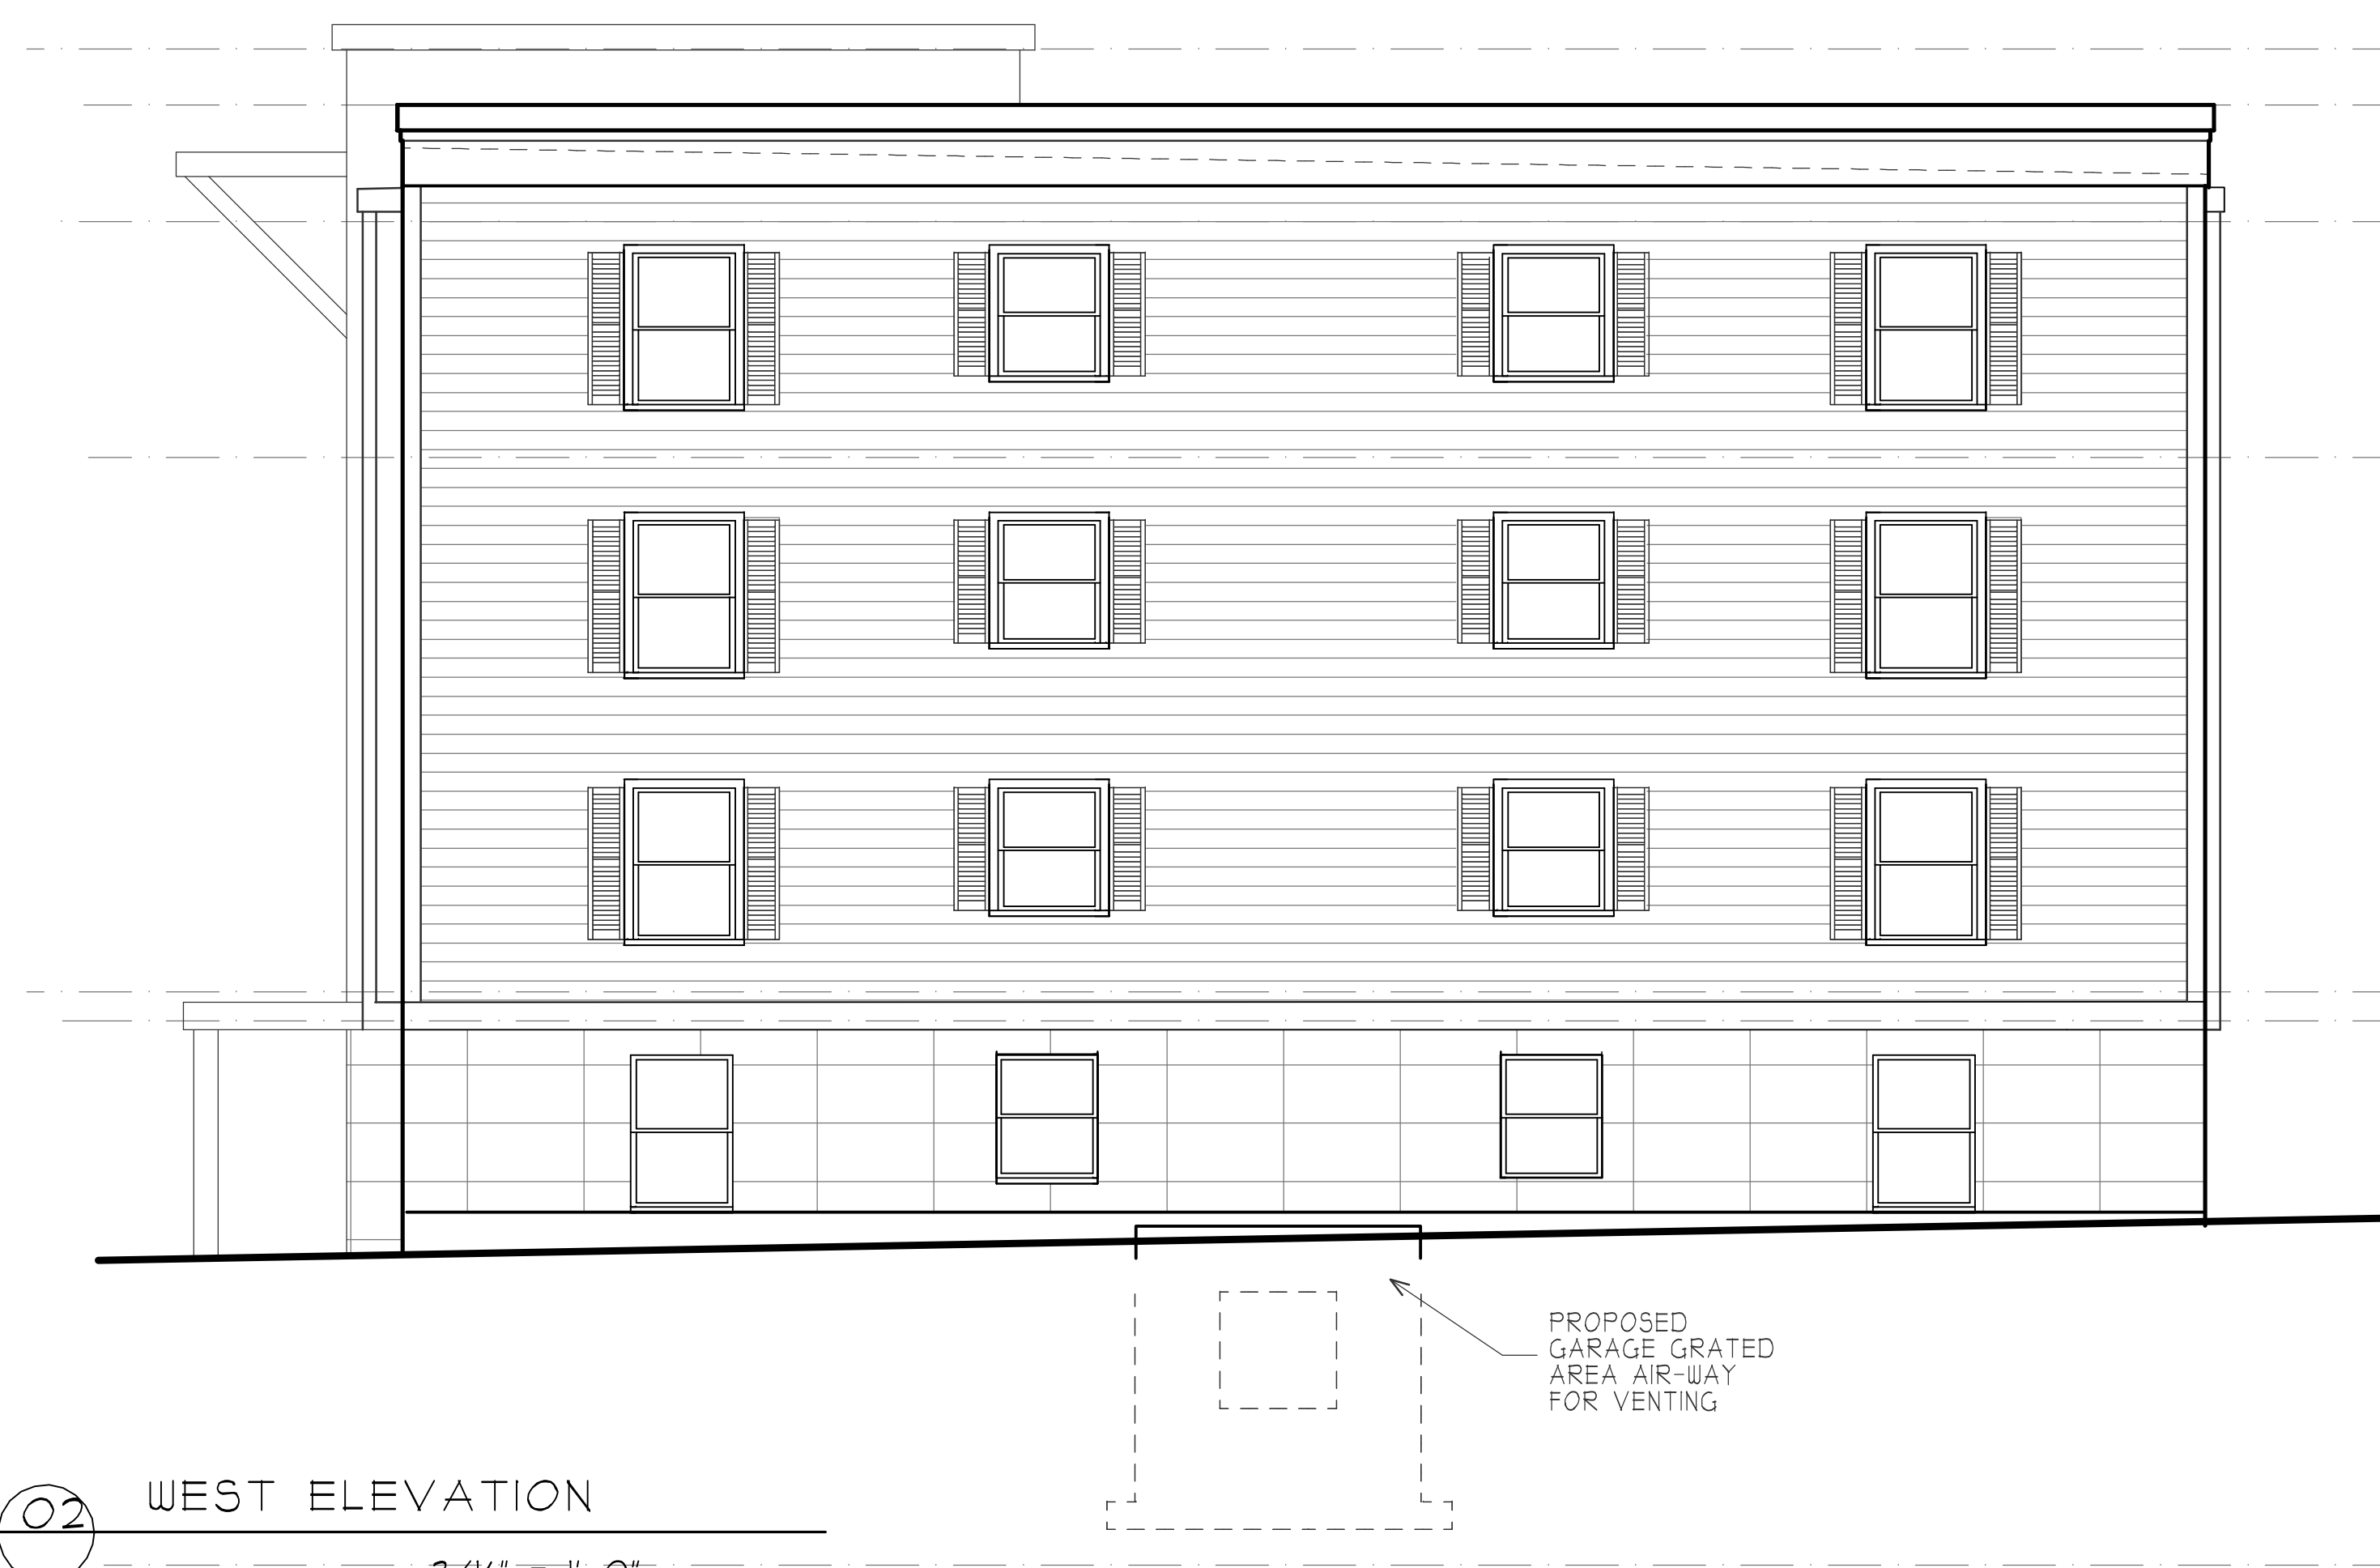 PROPOSED
GARAGE GRATED
AREA AIR-WAY
FOR VENTING
WEST ELEVATION
02